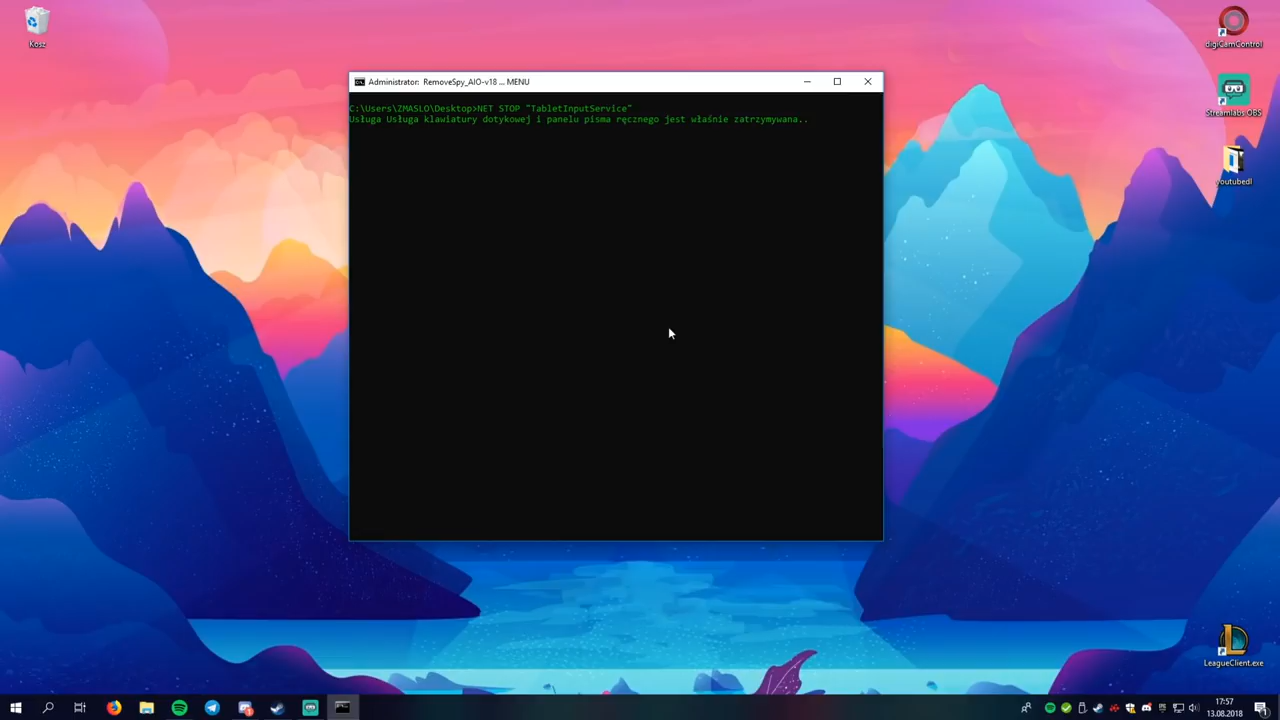 Kosz
digiCamControl
Streamlabs OBS
youtubedl
Administrator: RemoveSpy_AIO-v18 ... MENU
C:\Users\ZMASLO\Desktop>NET STOP "TabletInputService"
Usługa Usługa klawiatury dotykowej i panelu pisma ręcznego jest właśnie zatrzymywana..
LeagueClient.exe
17:57
13.08.2018